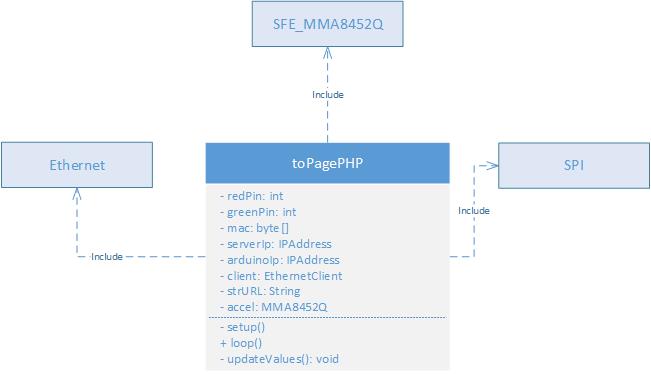 SFE_MMA8452Q
Include
Ethernet
toPagePHP
SPI
- redPin: int
- greenPin: int
- mac: byte[]
- serverIp: IPAddress
- arduinoIp: IPAddress
- client: EthernetClient
- strURL: String
- accel: MMA8452Q
Include
Include
- setup()
+ loop()
- updateValues(): void